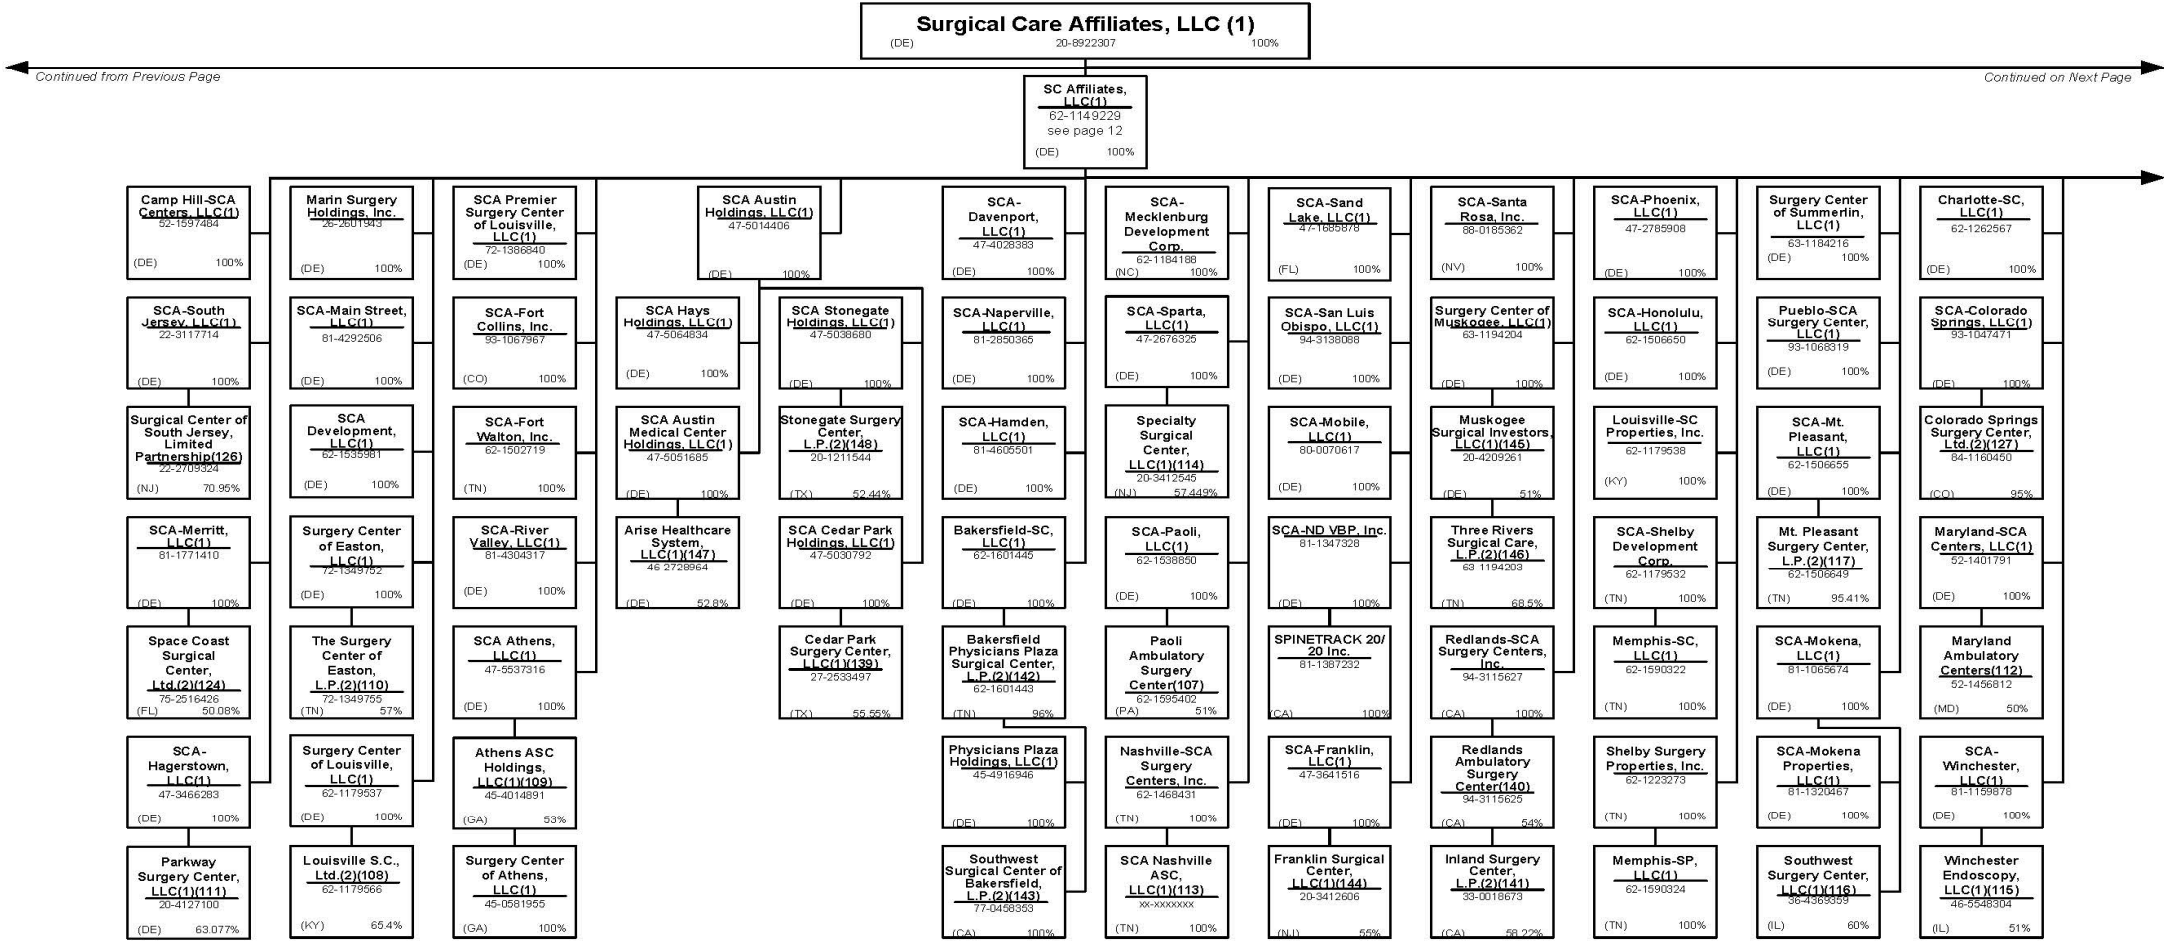 Surgical Care Affiliates, LLC (1)
(DE) 20-8922307 100%
Continued from Previous Page
Continued on Next Page
SC Affiliates,
LLC(1)
62-1149229
see page 12
(DE) 100%
Camp Hill-SCA
Centers, LLC(1)
52-1597484
(DE) 100%
SCA-South
Jersey, LLC(1)
22-3117714
(DE) 100%
Surgical Center of
South Jersey,
Limited
Partnership(126)
22-2709324
(NJ) 70.95%
SCA-Merritt,
LLC(1)
81-1771410
(DE) 100%
Space Coast
Surgical
Center,
Ltd.(2)(124)
75-2516426
(FL) 50.08%
SCA-
Hagerstown,
LLC(1)
47-3466283
(DE) 100%
Parkway
Surgery Center,
LLC(1)(111)
20-4127100
(DE) 63.077%
Marin Surgery
Holdings, Inc.
26-2601943
(DE) 100%
SCA-Main Street,
LLC(1)
81-4292506
(DE) 100%
SCA
Development,
LLC(1)
62-1535981
(DE) 100%
Surgery Center
of Easton,
LLC(1)
72-1349752
(DE) 100%
The Surgery
Center of
Easton,
L.P.(2)(110)
72-1349755
(TN) 57%
Surgery Center
of Louisville,
LLC(1)
62-1179537
(DE) 100%
Louisville S.C.,
Ltd.(2)(108)
62-1179566
(KY) 65.4%
SCA Premier
Surgery Center
of Louisville,
LLC(1)
72-1386840
(DE) 100%
SCA-Fort
Collins, Inc.
93-1067967
(CO) 100%
SCA-Fort
Walton, Inc.
62-1502719
(TN) 100%
SCA-River
Valley, LLC(1)
81-4304317
(DE) 100%
SCA Athens,
LLC(1)
47-5537316
(DE) 100%
Athens ASC
Holdings,
LLC(1)(109)
45-4014891
(GA) 53%
Surgery Center
of Athens,
LLC(1)
45-0581955
(GA) 100%
SCA Austin
Holdings, LLC(1)
47-5014406
(DE) 100%
SCA Hays
Holdings, LLC(1)
47-5064834
(DE) 100%
SCA Austin
Medical Center
Holdings, LLC(1)
47-5051685
(DE) 100%
Arise Healthcare
System,
LLC(1)(147)
46 2728964
(DE) 52.8%
SCA Stonegate
Holdings, LLC(1)
47-5038680
(DE) 100%
Stonegate Surgery
Center,
L.P.(2)(148)
20-1211544
(TX) 52.44%
SCA Cedar Park
Holdings, LLC(1)
47-5030792
(DE) 100%
Cedar Park
Surgery Center,
LLC(1)(139)
27-2533497
(TX) 55.55%
SCA-
Davenport,
LLC(1)
47-4028383
(DE) 100%
SCA-Naperville,
LLC(1)
81-2850365
(DE) 100%
SCA-Hamden,
LLC(1)
81-4605501
(DE) 100%
Bakersfield-SC,
LLC(1)
62-1601445
(DE) 100%
Bakersfield
Physicians Plaza
Surgical Center,
L.P.(2)(142)
62-1601443
(TN) 96%
Physicians Plaza
Holdings, LLC(1)
45-4916946
(DE) 100%
Southwest
Surgical Center of
Bakersfield,
L.P.(2)(143)
77-0458353
(CA) 100%
SCA-
Mecklenburg
Development
Corp.
62-1184188
(NC) 100%
SCA-Sparta,
LLC(1)
47-2676325
(DE) 100%
Specialty
Surgical
Center,
LLC(1)(114)
20-3412545
(NJ) 57.449%
SCA-Paoli,
LLC(1)
62-1538850
(DE) 100%
Paoli
Ambulatory
Surgery
Center(107)
62-1595402
(PA) 51%
Nashville-SCA
Surgery
Centers, Inc.
62-1468431
(TN) 100%
SCA Nashville
ASC,
LLC(1)(113)
xx-xxxxxxx
(TN) 100%
SCA-Sand
Lake, LLC(1)
47-1685878
(FL) 100%
SCA-San Luis
Obispo, LLC(1)
94-3138088
(DE) 100%
SCA-Mobile,
LLC(1)
80-0070617
(DE) 100%
SCA-ND VBP, Inc.
81-1347328
(DE) 100%
SPINETRACK 20/
20 Inc.
81-1387232
(CA) 100%
SCA-Franklin,
LLC(1)
47-3641516
(DE) 100%
Franklin Surgical
Center,
LLC(1)(144)
20-3412606
(NJ) 55%
SCA-Santa
Rosa, Inc.
88-0185362
(NV) 100%
Surgery Center of
Muskogee, LLC(1)
63-1194204
(DE) 100%
Muskogee
Surgical Investors,
LLC(1)(145)
20-4209261
(DE) 51%
Three Rivers
Surgical Care,
L.P.(2)(146)
63 1194203
(TN) 68.5%
Redlands-SCA
Surgery Centers,
Inc.
94-3115627
(CA) 100%
Redlands
Ambulatory
Surgery
Center(140)
94-3115625
(CA) 54%
Inland Surgery
Center,
L.P.(2)(141)
33-0018673
(CA) 58.22%
SCA-Phoenix,
LLC(1)
47-2785908
(DE) 100%
SCA-Honolulu,
LLC(1)
62-1506650
(DE) 100%
Louisville-SC
Properties, Inc.
62-1179538
(KY) 100%
SCA-Shelby
Development
Corp.
62-1179532
(TN) 100%
Memphis-SC,
LLC(1)
62-1590322
(TN) 100%
Shelby Surgery
Properties, Inc.
62-1223273
(TN) 100%
Memphis-SP,
LLC(1)
62-1590324
(TN) 100%
Surgery Center
of Summerlin,
LLC(1)
63-1184216
(DE) 100%
Pueblo-SCA
Surgery Center,
LLC(1)
93-1068319
(DE) 100%
SCA-Mt.
Pleasant,
LLC(1)
62-1506655
(DE) 100%
Mt. Pleasant
Surgery Center,
L.P.(2)(117)
62-1506649
(TN) 95.41%
SCA-Mokena,
LLC(1)
81-1065674
(DE) 100%
SCA-Mokena
Properties,
LLC(1)
81-1320467
(DE) 100%
Southwest
Surgery Center,
LLC(1)(116)
36-4369359
(IL) 60%
Charlotte-SC,
LLC(1)
62-1262567
(DE) 100%
SCA-Colorado
Springs, LLC(1)
93-1047471
(DE) 100%
Colorado Springs
Surgery Center,
Ltd.(2)(127)
84-1160450
(CO) 95%
Maryland-SCA
Centers, LLC(1)
52-1401791
(DE) 100%
Maryland
Ambulatory
Centers(112)
52-1456812
(MD) 50%
SCA-
Winchester,
LLC(1)
81-1159878
(DE) 100%
Winchester
Endoscopy,
LLC(1)(115)
46-5548304
(IL) 51%